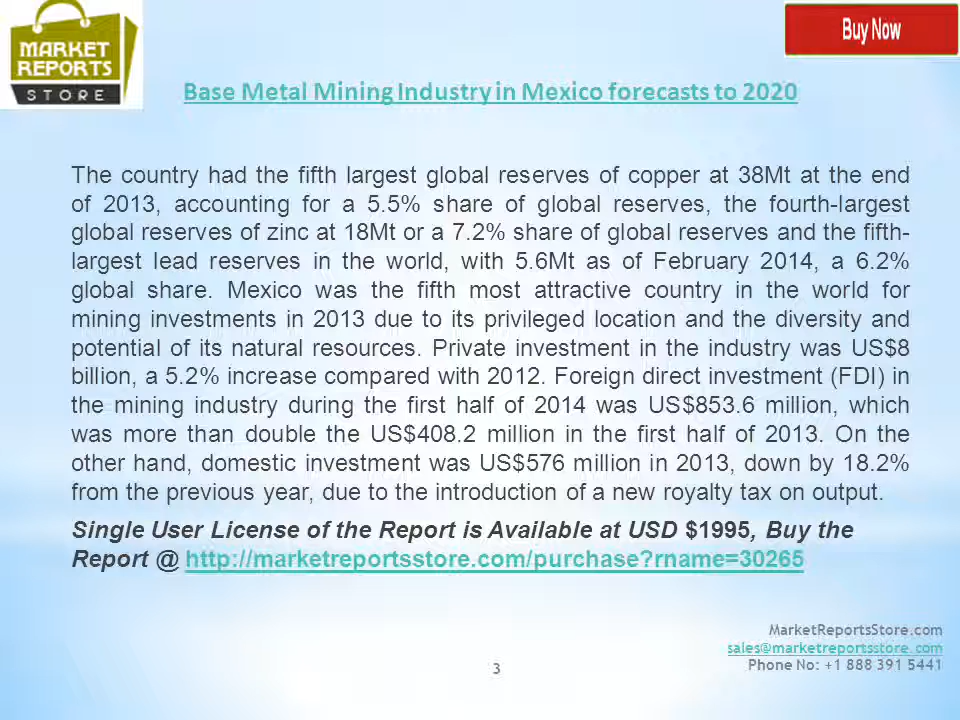 MARKET
REPORTS
STORE
Buy Now
Base Metal Mining Industry in Mexico forecasts to 2020
The country had the fifth largest global reserves of copper at 38Mt at the end
of 2013, accounting for a 5.5% share of global reserves, the fourth-largest
global reserves of zinc at 18Mt or a 7.2% share of global reserves and the fifth-
largest lead reserves in the world, with 5.6Mt as of February 2014, a 6.2%
global share. Mexico was the fifth most attractive country in the world for
mining investments in 2013 due to its privileged location and the diversity and
potential of its natural resources. Private investment in the industry was US$8
billion, a 5.2% increase compared with 2012. Foreign direct investment (FDI) in
the mining industry during the first half of 2014 was US$853.6 million, which
was more than double the US$408.2 million in the first half of 2013. On the
other hand, domestic investment was US$576 million in 2013, down by 18.2%
from the previous year, due to the introduction of a new royalty tax on output.
Single User License of the Report is Available at USD $1995, Buy the
Report @ http://marketreportsstore.com/purchase?rname=30265
MarketReportsStore.com
sales@marketreportsstore.com
Phone No: +1 888 391 5441
3